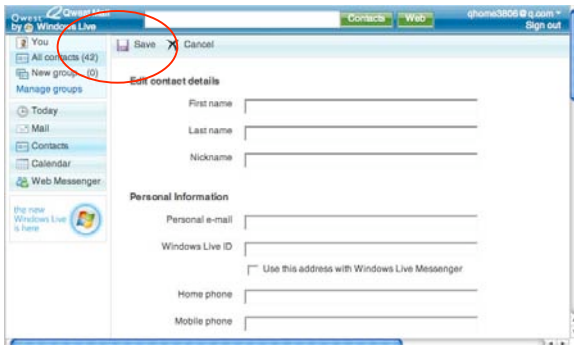 Qwest Qwest
by Windows Live
Contacts Web
qhome3806@q.com
Sign out
You
All contacts (42)
New group (0)
Manage groups
Today
Mail
Contacts
Calendar
Web Messenger
the new
Windows Live
is here
Save Cancel
Edit contact details
First name
Last name
Nickname
Personal Information
Personal e-mail
Windows Live ID
Use this address with Windows Live Messenger
Home phone
Mobile phone